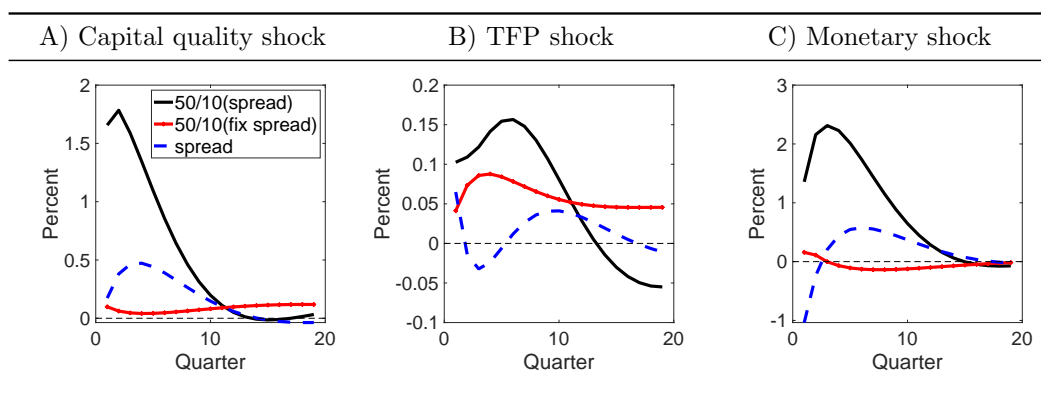 A) Capital quality shock
B) TFP shock
C) Monetary shock
2
1.5
1
0.5
0
Percent
50/10(spread)
50/10(fix spread)
spread
0
10
20
Quarter
0.2
0.15
0.1
0.05
0
-0.05
-0.1
Percent
0
10
20
Quarter
3
2
1
0
-1
Percent
0
10
20
Quarter